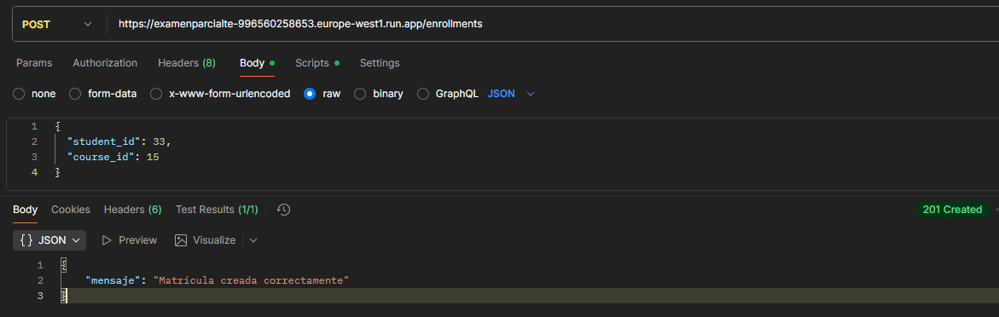 POST https://examenparcialte-996560258653.europe-west1.run.app/enrollments
Params Authorization Headers (8) Body Scripts Settings
none form-data x-www-form-urlencoded raw binary GraphQL JSON
1 {
2 "student_id": 33,
3 "course_id": 15
4 }
Body Cookies Headers (6) Test Results (1/1) 201 Created
{} JSON Preview Visualize
1 {
2 "mensaje": "Matrícula creada correctamente"
3 }